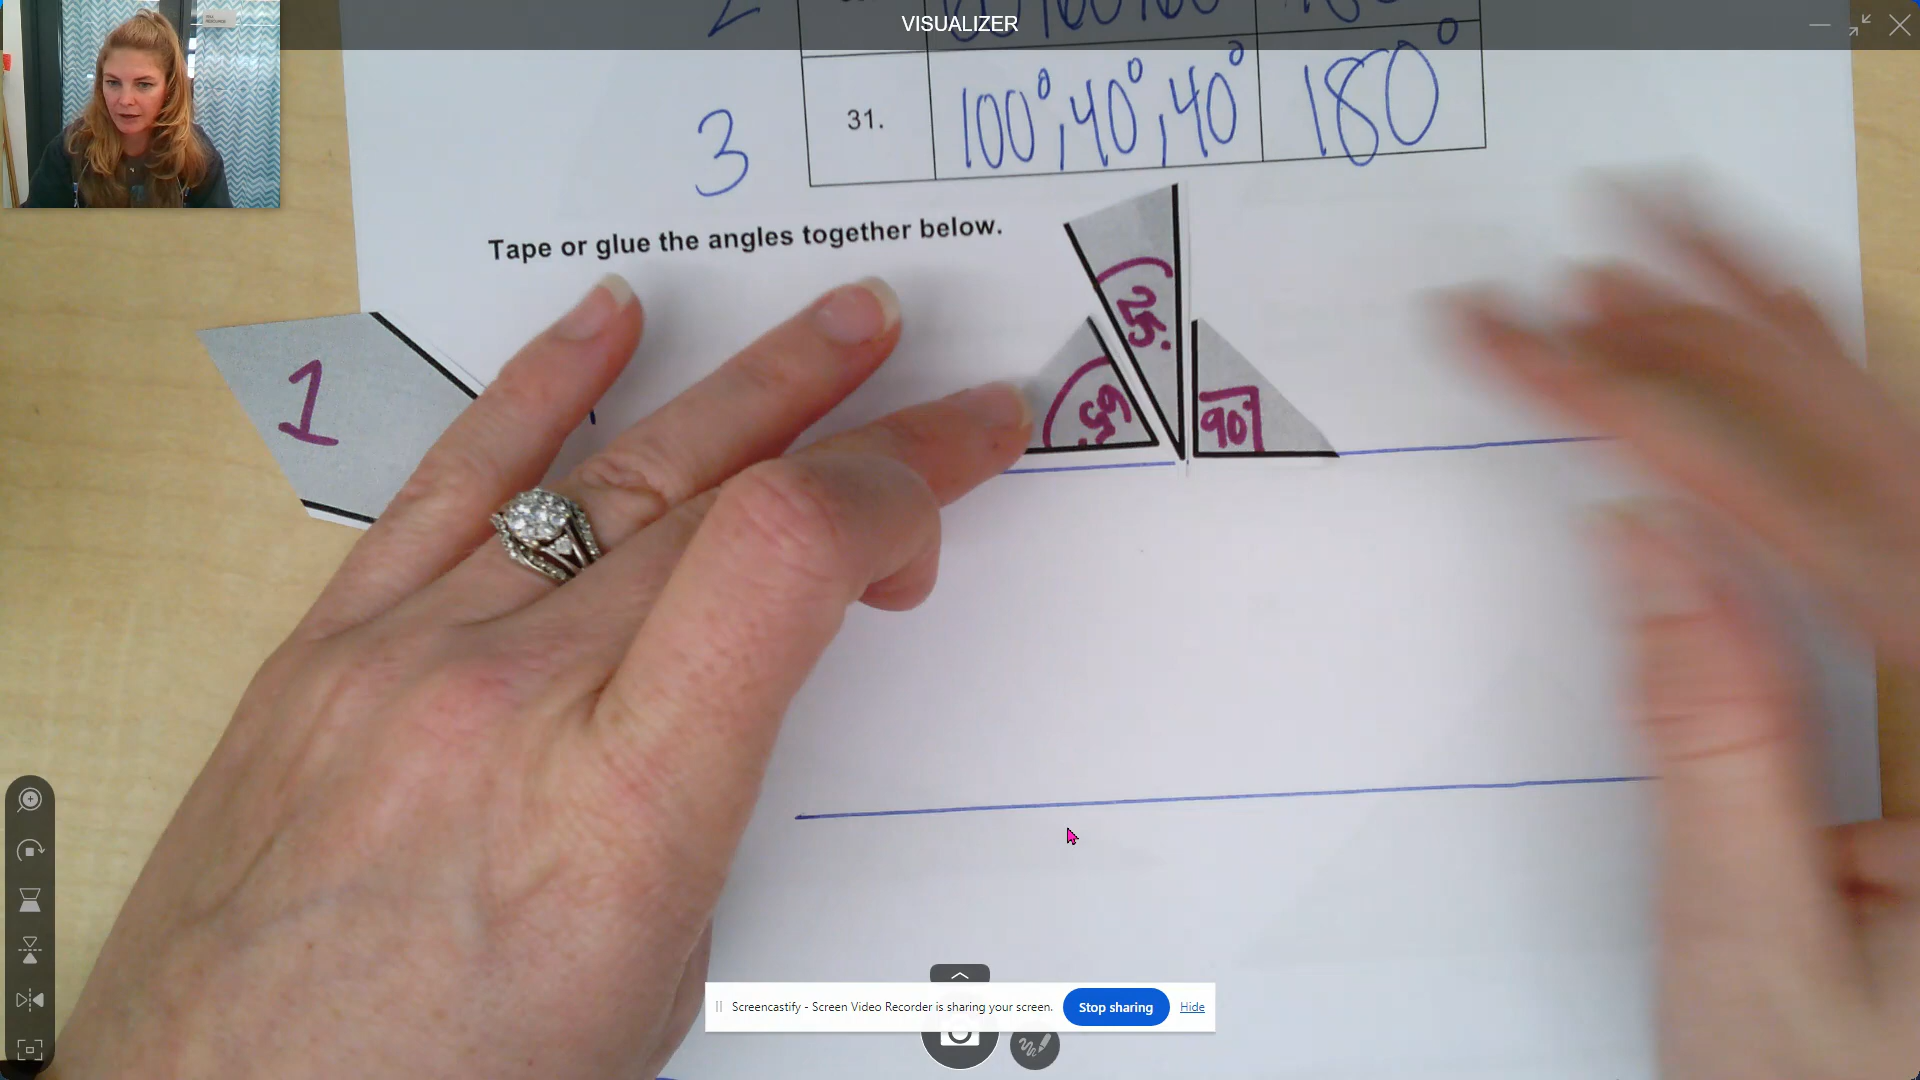 VISUALIZER
3 31. 100°, 40°, 40° 180°
Tape or glue the angles together below.
25°
65°
90°
1
Screencastify - Screen Video Recorder is sharing your screen. Stop sharing Hide